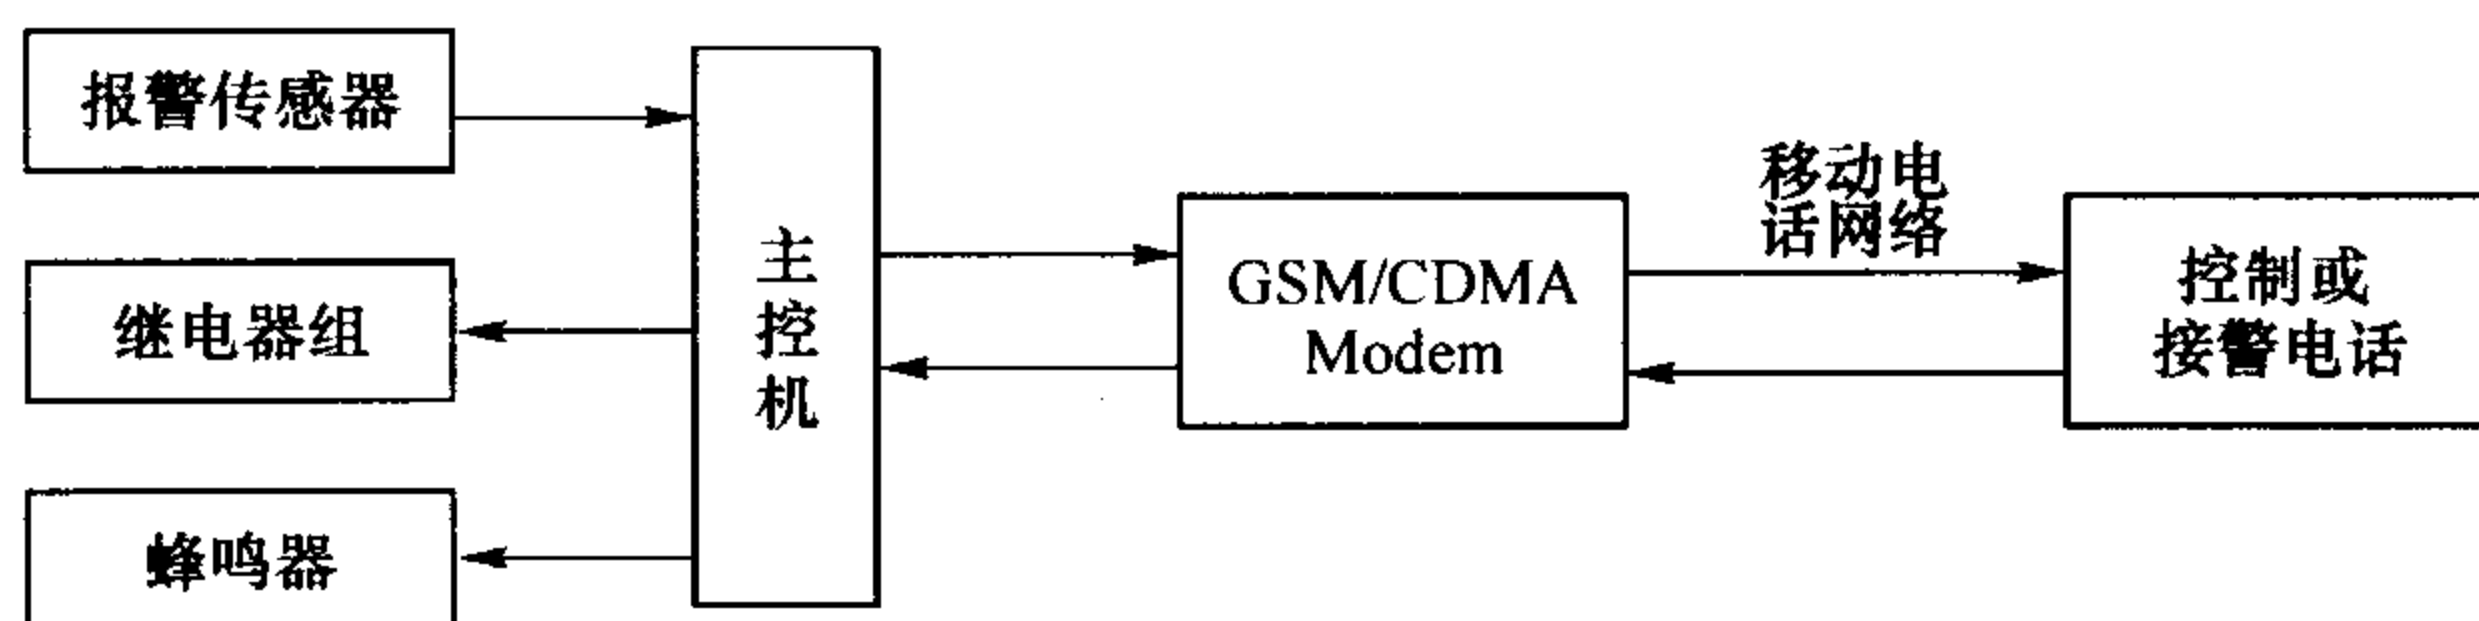 报警传感器
继电器组
蜂鸣器
主
控
机
GSM/CDMA
Modem
移动电
话网络
控制或
接警电话